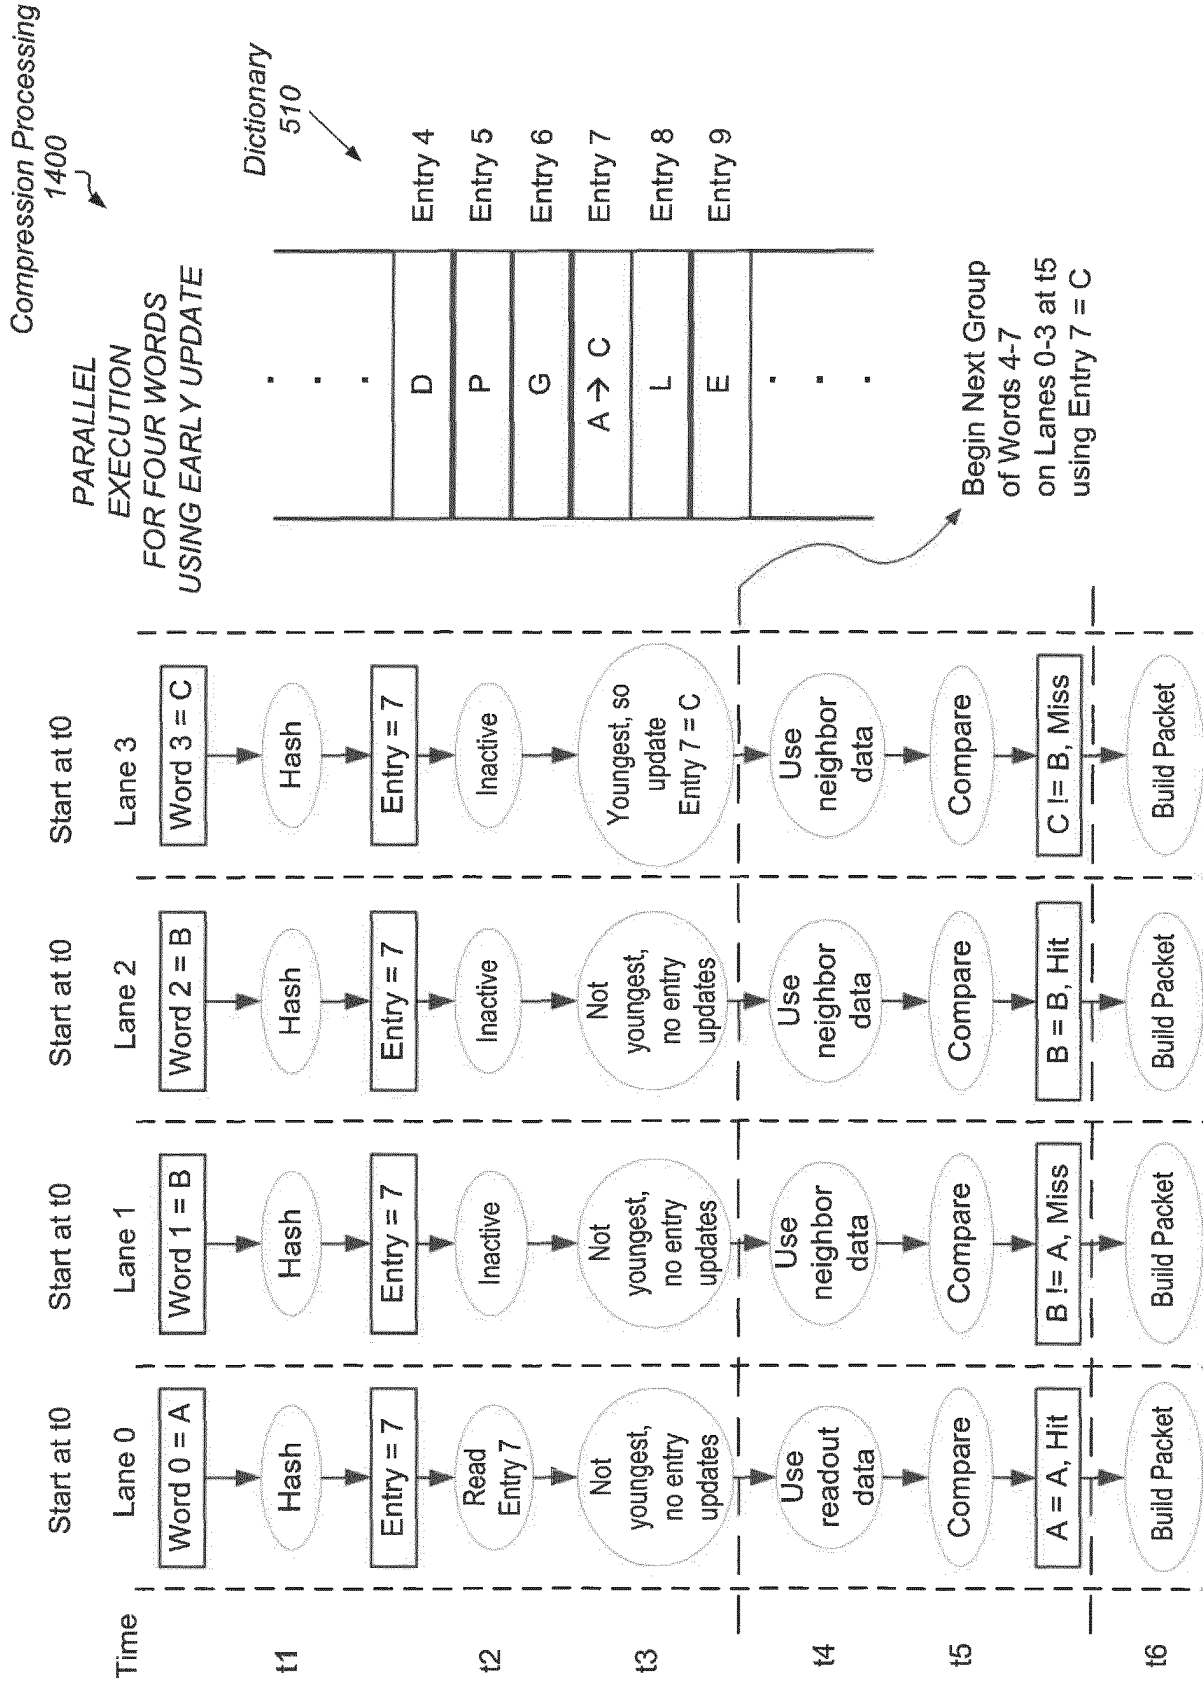 Compression Processing
1400
PARALLEL
EXECUTION
FOR FOUR WORDS
USING EARLY UPDATE
Dictionary
510
. . .
D
Entry 4
P
Entry 5
G
Entry 6
A → C
Entry 7
L
Entry 8
E
Entry 9
. . .
Begin Next Group
of Words 4-7
on Lanes 0-3 at t5
using Entry 7 = C
Time
Start at t0
Start at t0
Start at t0
Start at t0
Lane 0
Lane 1
Lane 2
Lane 3
Word 0 = A
Word 1 = B
Word 2 = B
Word 3 = C
t1
Hash
Hash
Hash
Hash
Entry = 7
Entry = 7
Entry = 7
Entry = 7
t2
Read
Entry 7
Inactive
Inactive
Inactive
t3
Not
youngest,
no entry
updates
Not
youngest,
no entry
updates
Not
youngest,
no entry
updates
Youngest, so
update
Entry 7 = C
t4
Use
readout
data
Use
neighbor
data
Use
neighbor
data
Use
neighbor
data
t5
Compare
Compare
Compare
Compare
A = A, Hit
B != A, Miss
B = B, Hit
C != B, Miss
t6
Build Packet
Build Packet
Build Packet
Build Packet